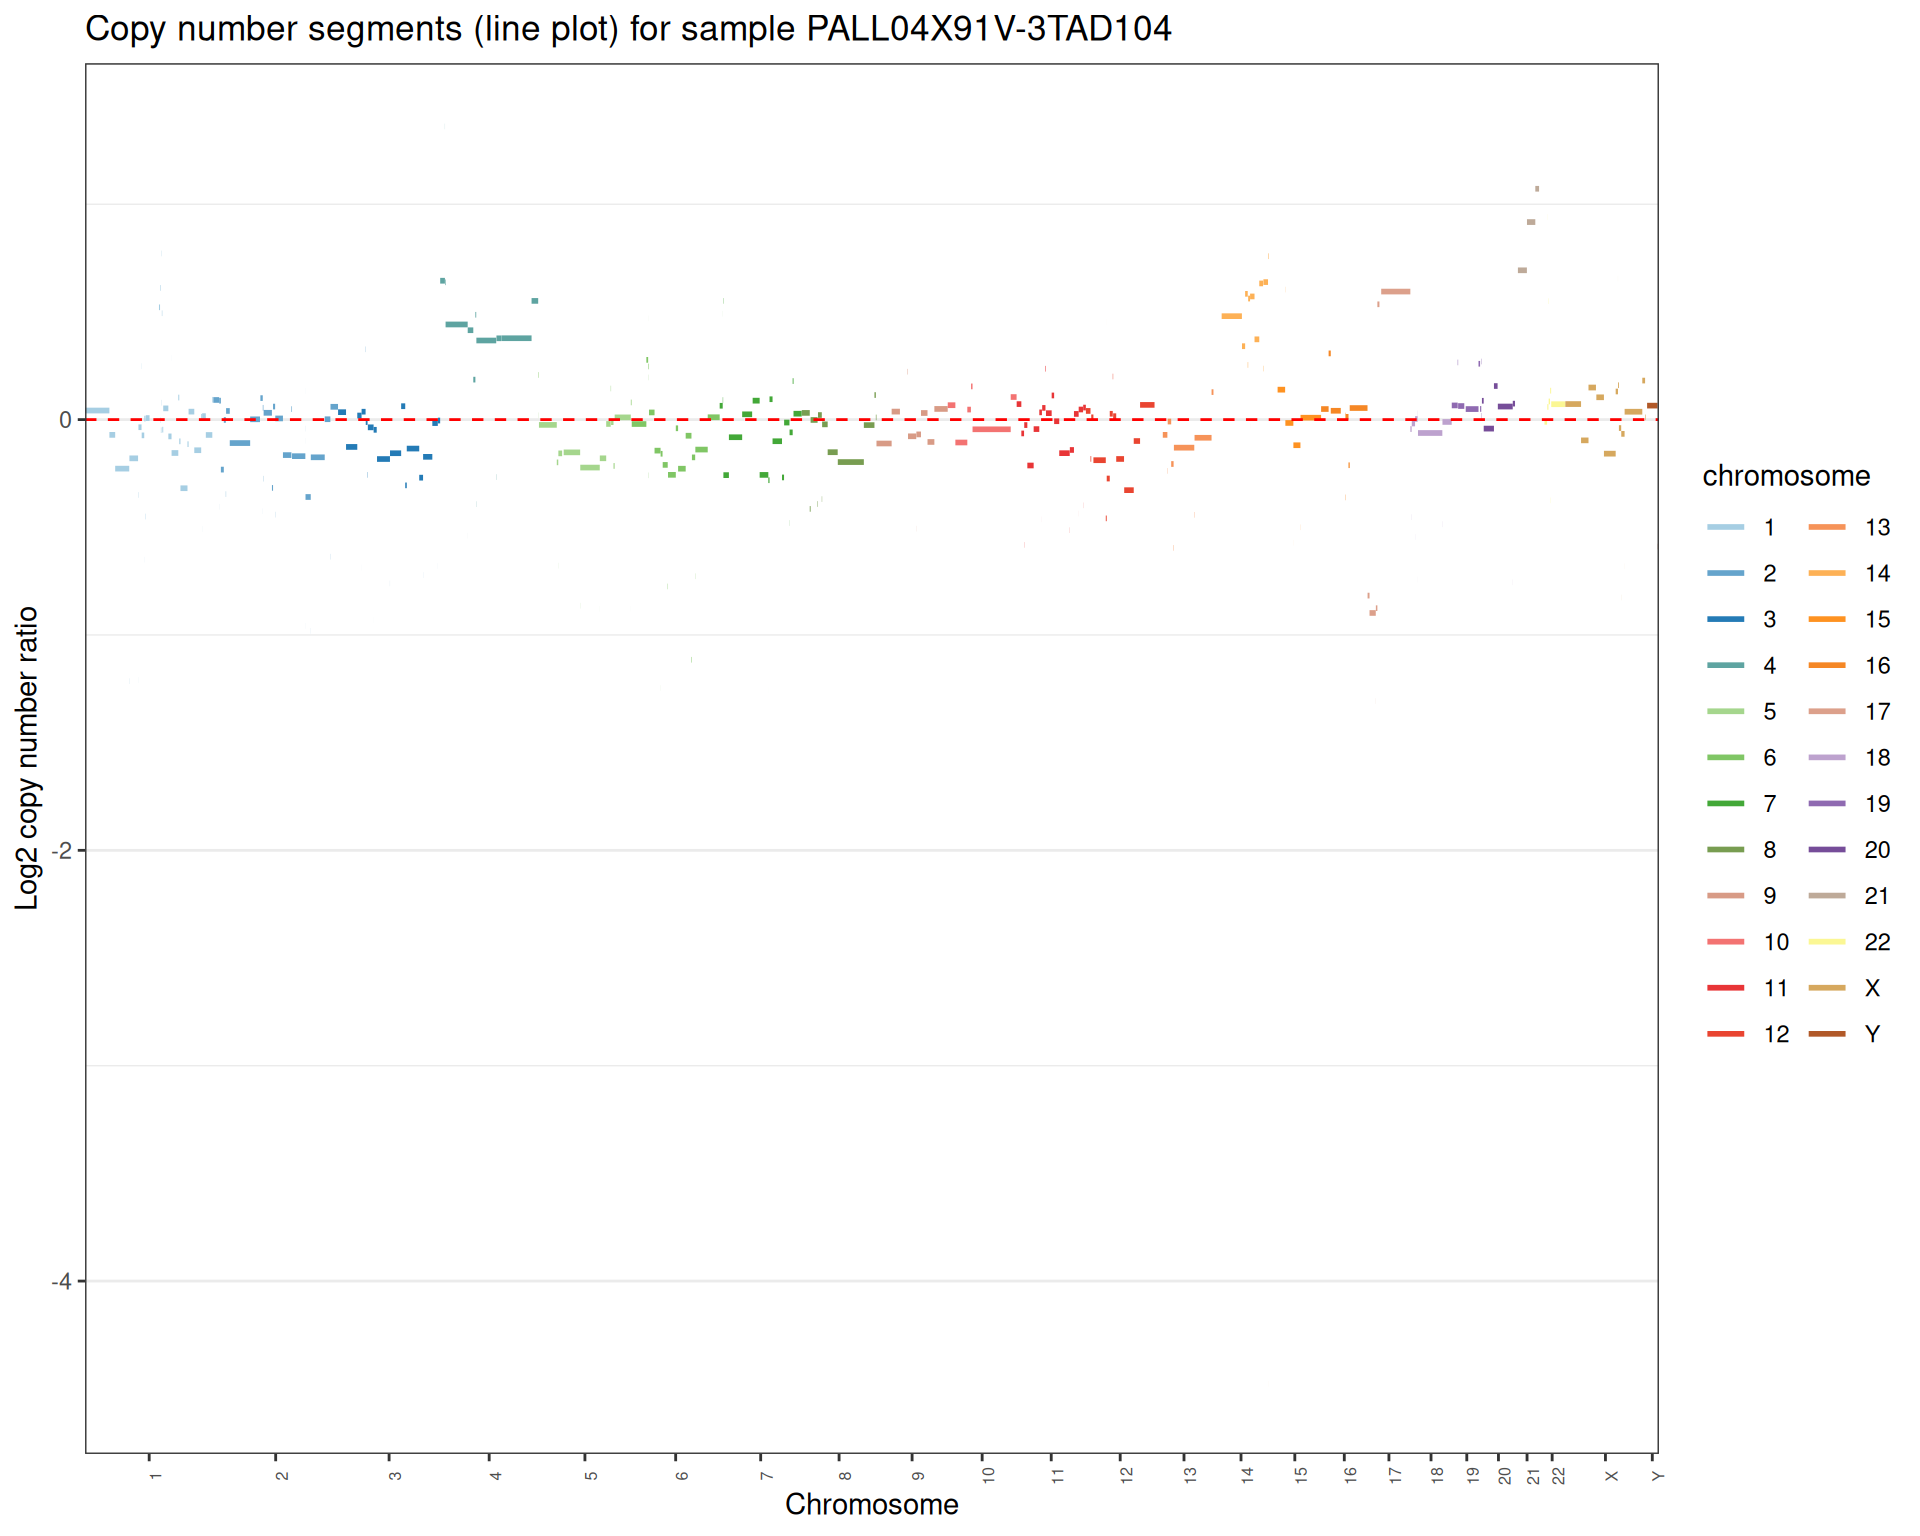 Copy number segments (line plot) for sample PALL04X91V-3TAD104
Log2 copy number ratio
0
-2
-4
1 2 3 4 5 6 7 8 9 10 11 12 13 14 15 16 17 18 19 20 21 22 X Y
Chromosome
chromosome
1 13
2 14
3 15
4 16
5 17
6 18
7 19
8 20
9 21
10 22
11 X
12 Y